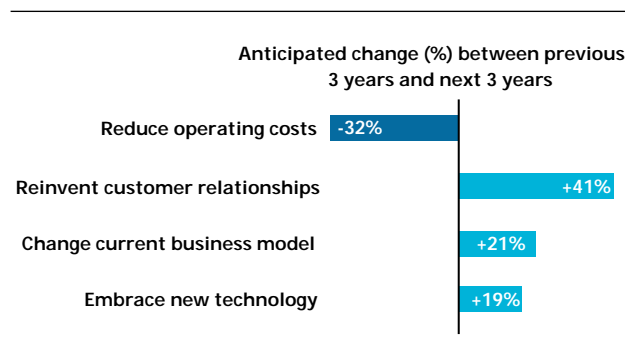 Anticipated change (%) between previous
3 years and next 3 years
Reduce operating costs -32%
Reinvent customer relationships +41%
Change current business model +21%
Embrace new technology +19%